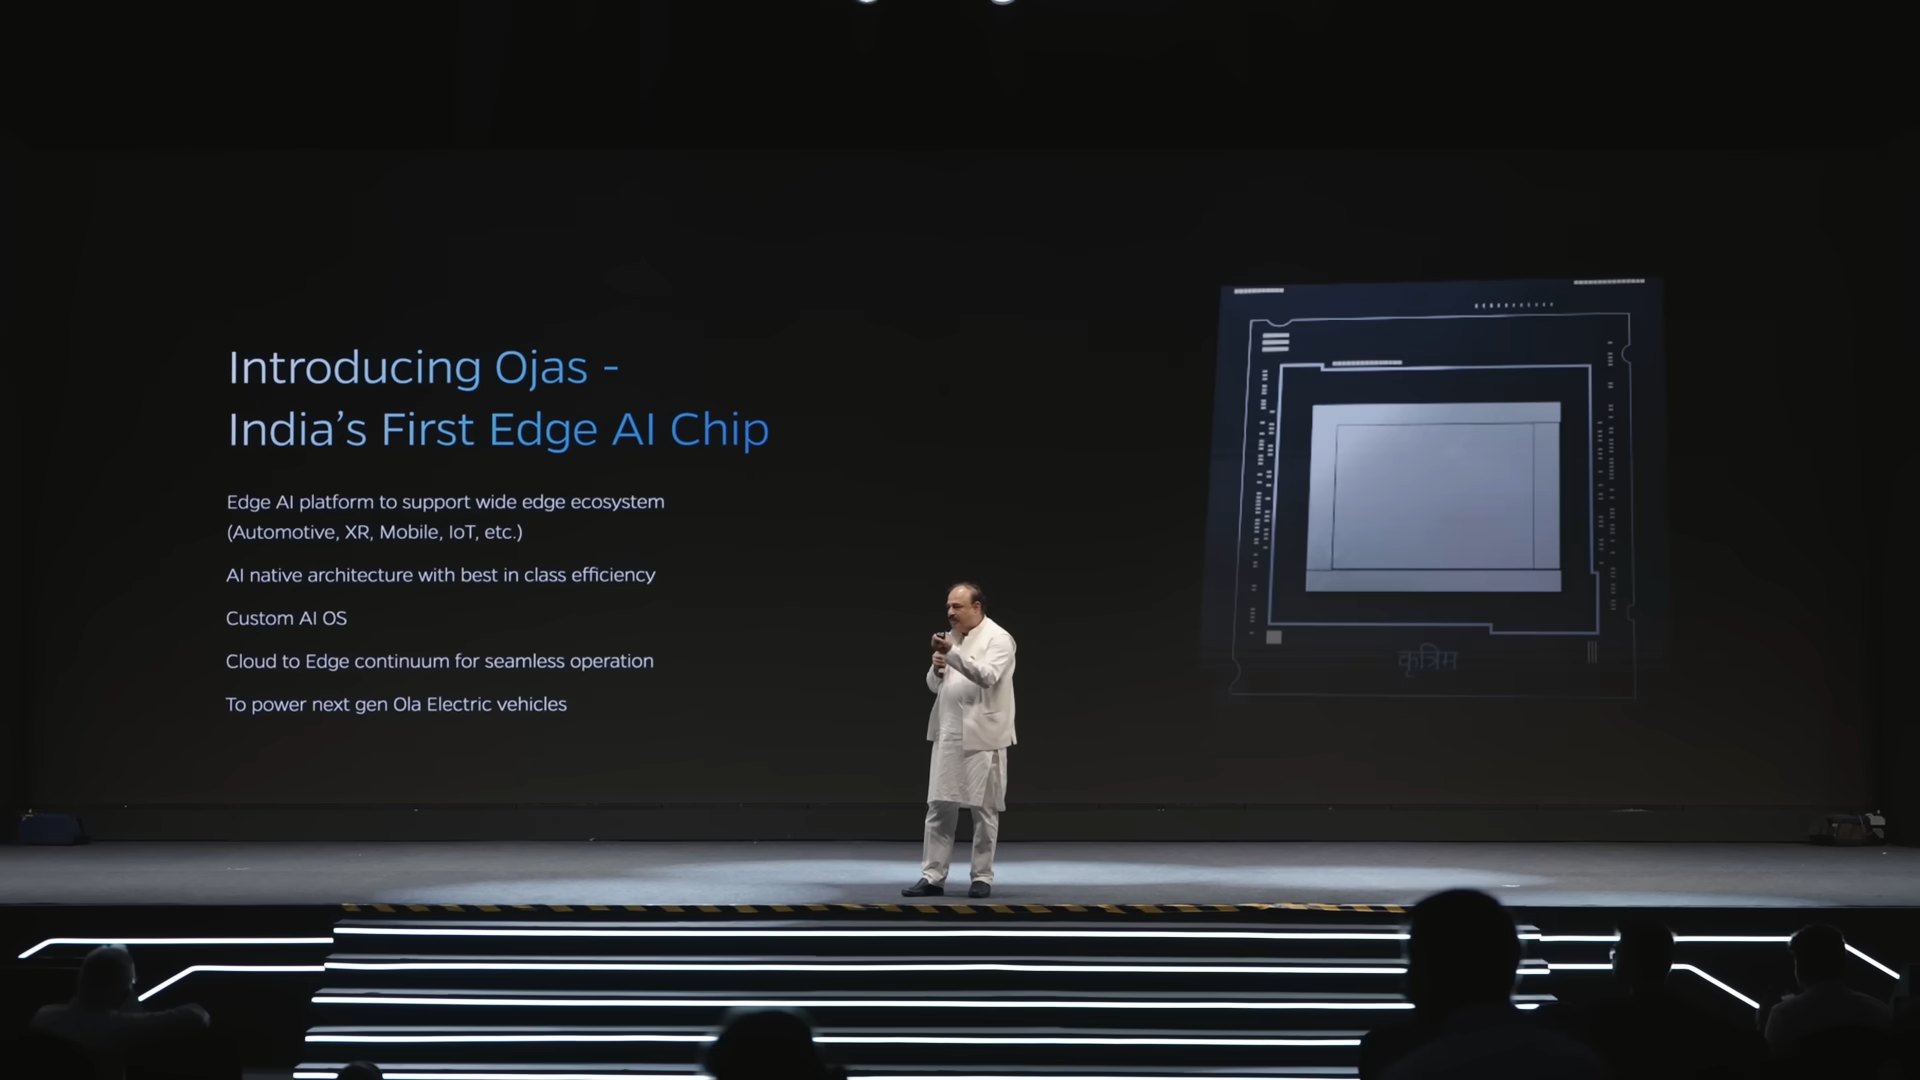 Introducing Ojas -
India’s First Edge AI Chip
Edge AI platform to support wide edge ecosystem
(Automotive, XR, Mobile, IoT, etc.)
AI native architecture with best in class efficiency
Custom AI OS
Cloud to Edge continuum for seamless operation
To power next gen Ola Electric vehicles
कृत्रिम